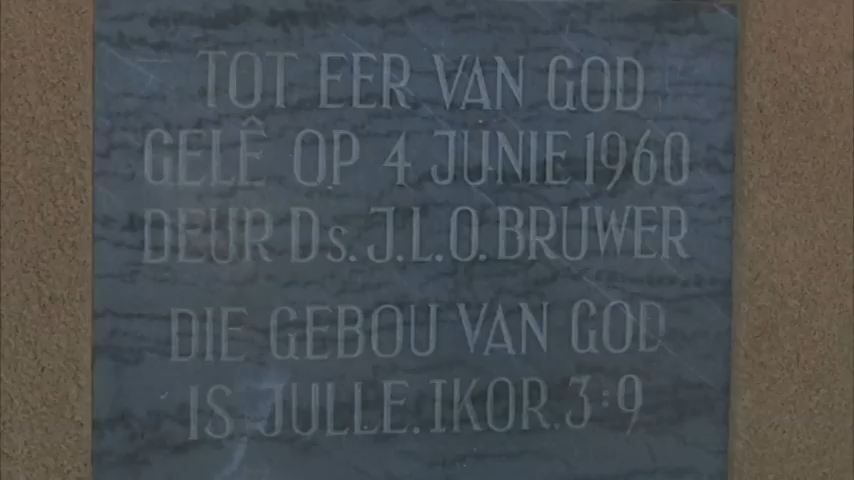 TOT EER VAN GOD
GELÊ OP 4 JUNIE 1960
DEUR Ds. J.L.O. BRUWER
DIE GEBOU VAN GOD
IS JULLE. I KOR. 3:9